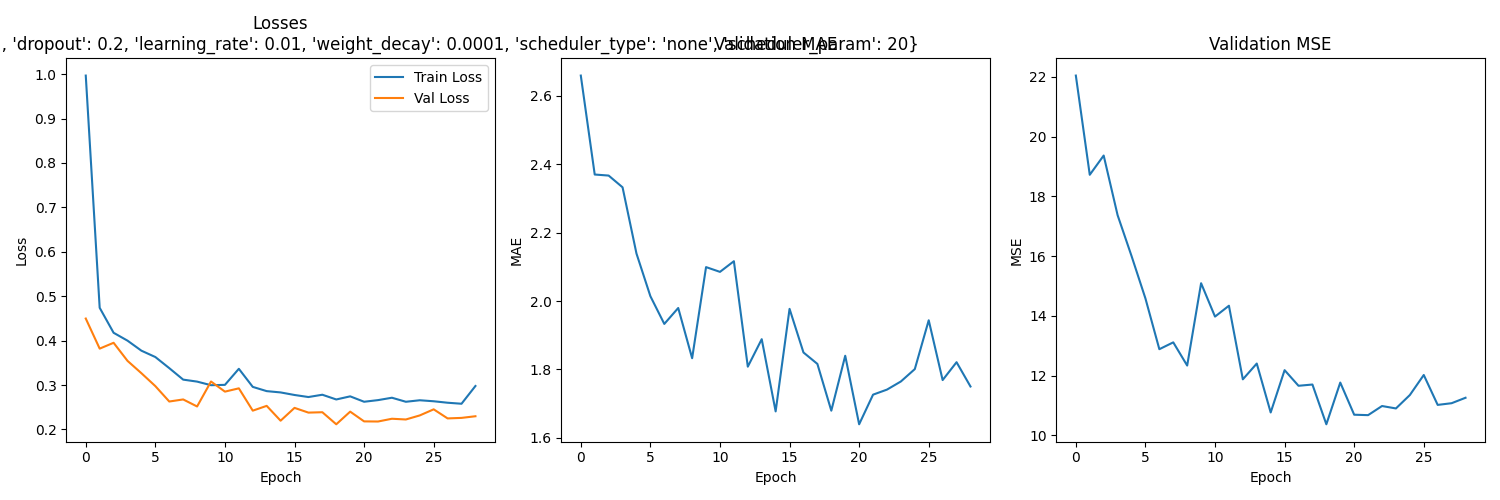 Losses
, 'dropout': 0.2, 'learning_rate': 0.01, 'weight_decay': 0.0001, 'scheduler_type': 'none', 'scheduler_param': 20}
Validation MAE
Validation MSE
1.0
0.9
0.8
0.7
0.6
0.5
0.4
0.3
0.2
Loss
Train Loss
Val Loss
0 5 10 15 20 25
Epoch
2.6
2.4
2.2
2.0
1.8
1.6
MAE
0 5 10 15 20 25
Epoch
22
20
18
16
14
12
10
MSE
0 5 10 15 20 25
Epoch